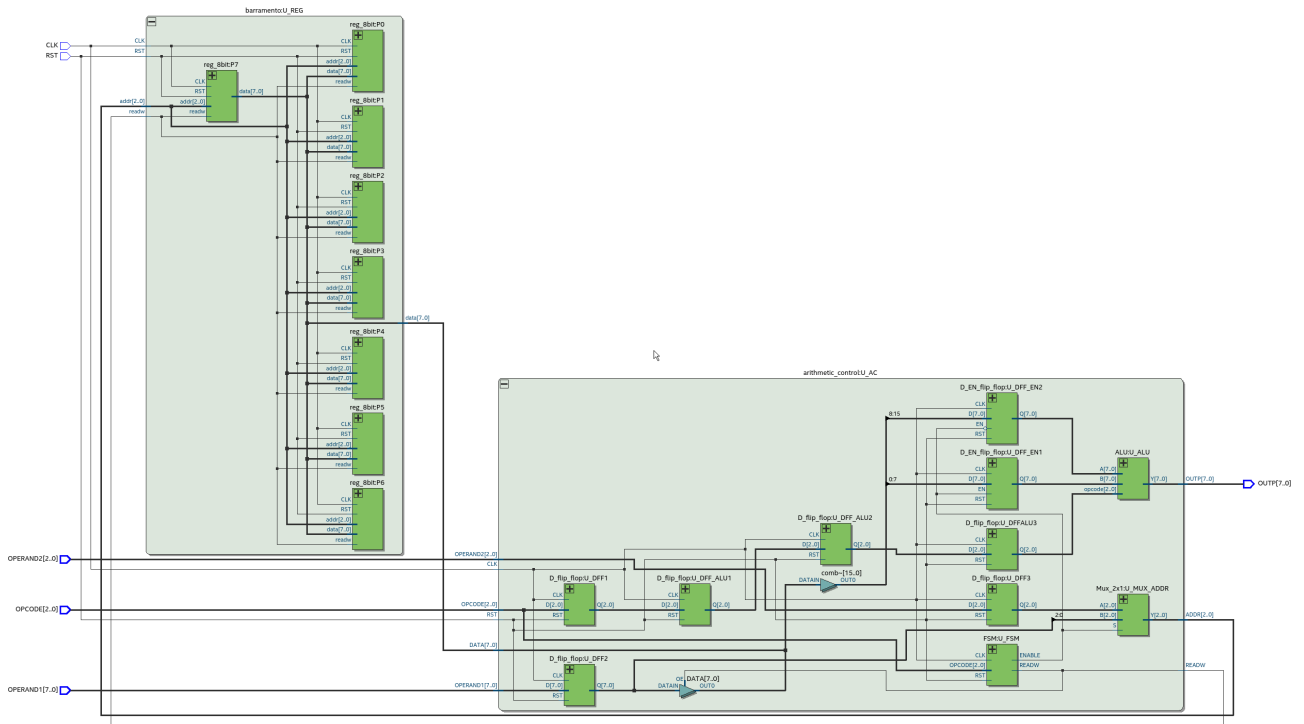 barramento:U_REG
reg_8bit:P0
CLK
CLK
CLK
RST
RST
RST
reg_8bit:P7
addr[2..0]
data[7..0]
readw
CLK
RST
data[7..0]
addr[2..0]
addr[2..0]
readw
readw
reg_8bit:P1
CLK
RST
addr[2..0]
data[7..0]
readw
reg_8bit:P2
CLK
RST
addr[2..0]
data[7..0]
readw
reg_8bit:P3
CLK
RST
addr[2..0]
data[7..0]
readw
data[7..0]
reg_8bit:P4
CLK
RST
addr[2..0]
data[7..0]
readw
reg_8bit:P5
CLK
RST
addr[2..0]
data[7..0]
readw
reg_8bit:P6
CLK
RST
addr[2..0]
data[7..0]
readw
arithmetic_control:U_AC
D_EN_flip_flop:U_DFF_EN2
CLK
8:15
D[7..0]
Q[7..0]
EN
RST
D_EN_flip_flop:U_DFF_EN1
CLK
0:7
D[7..0]
Q[7..0]
EN
RST
ALU:U_ALU
A[7..0]
B[7..0]
Y[7..0]
opcode[2..0]
OUTP[7..0]
OUTP[7..0]
D_flip_flop:U_DFF_ALU2
CLK
D[2..0]
Q[2..0]
RST
D_flip_flop:U_DFFALU3
CLK
D[2..0]
Q[2..0]
RST
OPERAND2[2..0]
OPERAND2[2..0]
CLK
D_flip_flop:U_DFF1
CLK
D[2..0]
Q[2..0]
RST
D_flip_flop:U_DFF_ALU1
CLK
D[2..0]
Q[2..0]
RST
comb~[15..0]
DATAIN
OUT0
D_flip_flop:U_DFF3
CLK
D[2..0]
Q[2..0]
RST
Mux_2x1:U_MUX_ADDR
A[2..0]
2:0
B[2..0]
Y[2..0]
S
ADDR[2..0]
OPCODE[2..0]
OPCODE[2..0]
RST
FSM:U_FSM
CLK
ENABLE
OPCODE[2..0]
READW
RST
READW
DATA[7..0]
D_flip_flop:U_DFF2
CLK
D[7..0]
Q[7..0]
RST
OE
DATA[7..0]
DATAIN
OUT0
OPERAND1[7..0]
OPERAND1[7..0]